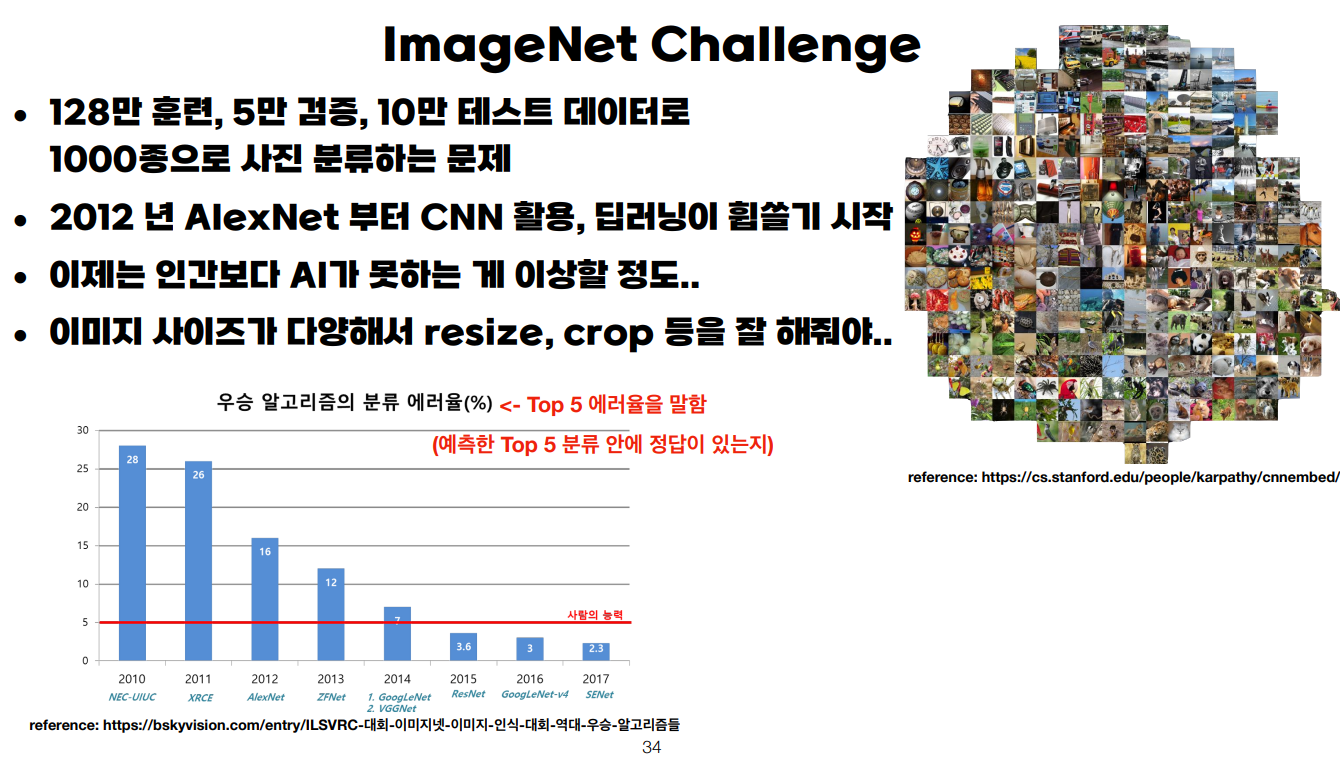 ImageNet Challenge
• 128만 훈련, 5만 검증, 10만 테스트 데이터로
1000종으로 사진 분류하는 문제
• 2012 년 AlexNet 부터 CNN 활용, 딥러닝이 휩쓸기 시작
• 이제는 인간보다 AI가 못하는 게 이상할 정도..
• 이미지 사이즈가 다양해서 resize, crop 등을 잘 해줘야..
reference: https://cs.stanford.edu/people/karpathy/cnnembed/
우승 알고리즘의 분류 에러율(%) <- Top 5 에러율을 말함
(예측한 Top 5 분류 안에 정답이 있는지)
30
25
20
15
10
5
0
28
26
16
12
7
3.6
3
2.3
사람의 능력
2010 2011 2012 2013 2014 2015 2016 2017
NEC-UIUC XRCE AlexNet ZFNet 1. GoogLeNet ResNet GoogLeNet-v4 SENet
2. VGGNet
reference: https://bskyvision.com/entry/ILSVRC-대회-이미지넷-이미지-인식-대회-역대-우승-알고리즘들
34